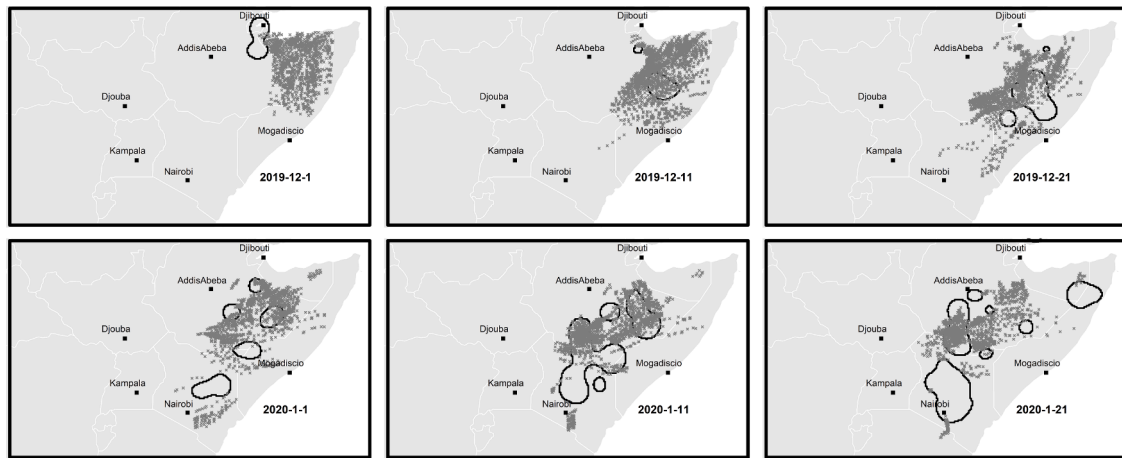 Djibouti
AddisAbeba
Djouba
Mogadiscio
Kampala
Nairobi
2019-12-1
Djibouti
AddisAbeba
Djouba
Mogadiscio
Kampala
Nairobi
2019-12-11
Djibouti
AddisAbeba
Djouba
Mogadiscio
Kampala
Nairobi
2019-12-21
Djibouti
AddisAbeba
Djouba
Mogadiscio
Kampala
Nairobi
2020-1-1
Djibouti
AddisAbeba
Djouba
Mogadiscio
Kampala
Nairobi
2020-1-11
Djibouti
AddisAbeba
Djouba
Mogadiscio
Kampala
Nairobi
2020-1-21